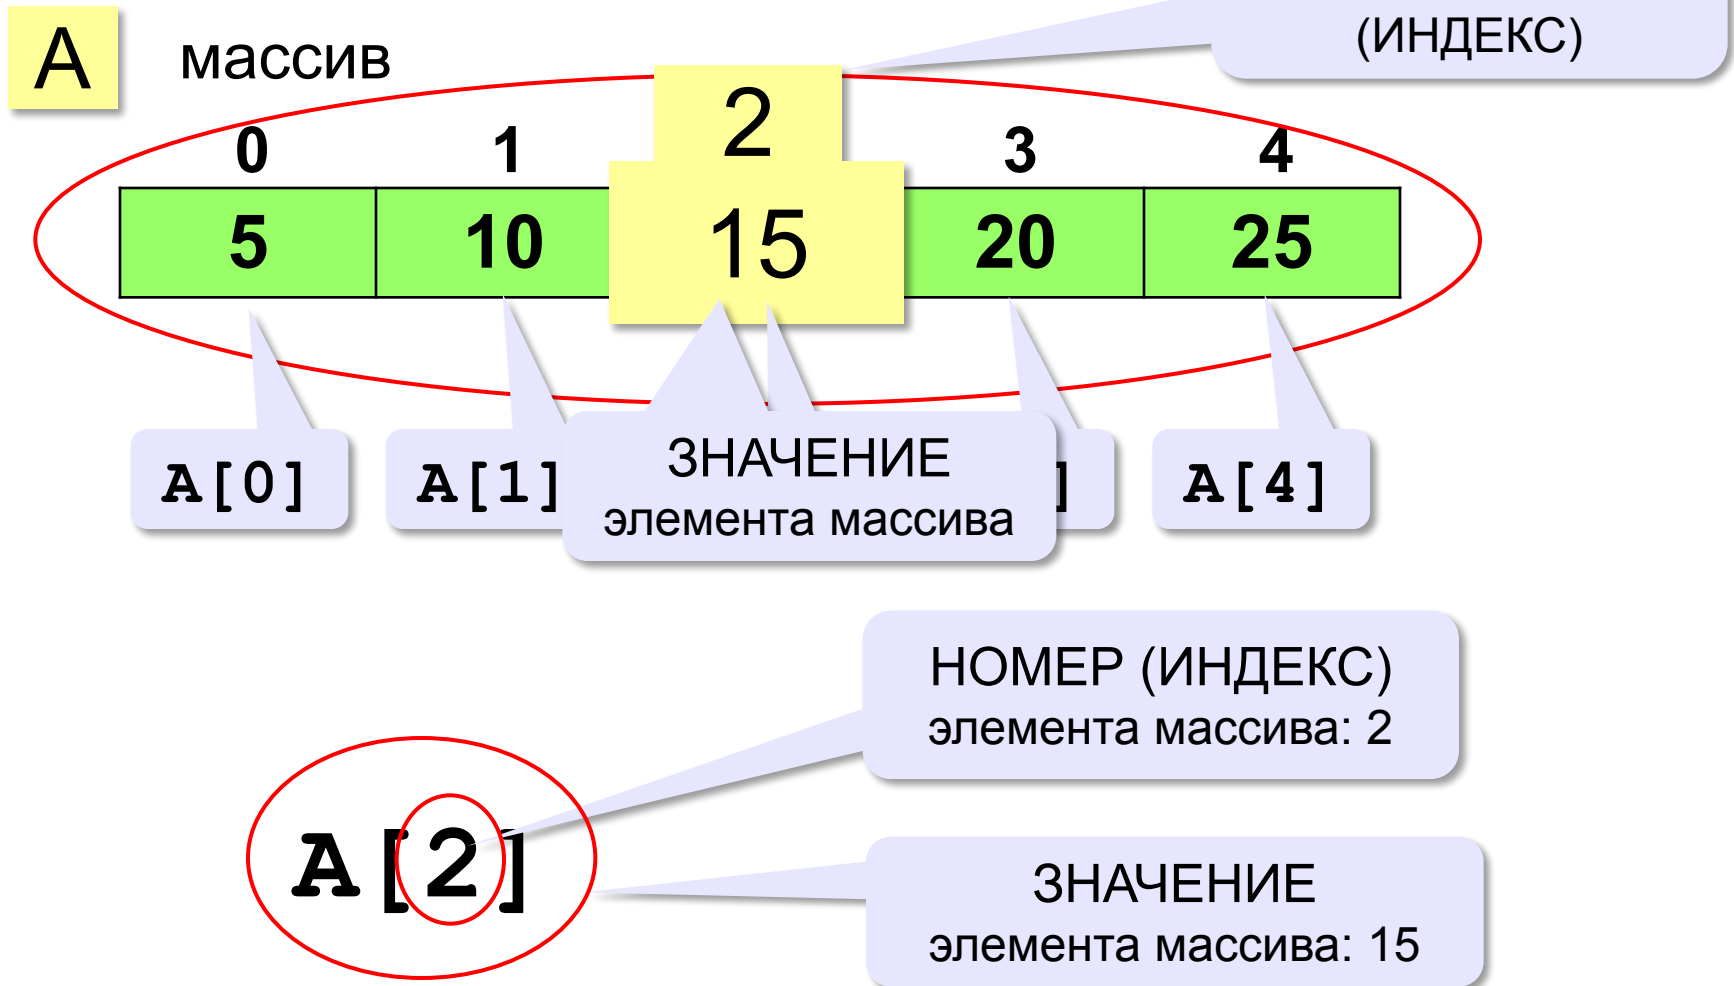 A массив
(ИНДЕКС)
0 1 2 3 4
5 10 15 20 25
A[0] A[1] ] A[4]
ЗНАЧЕНИЕ
элемента массива
НОМЕР (ИНДЕКС)
элемента массива: 2
A[2]
ЗНАЧЕНИЕ
элемента массива: 15